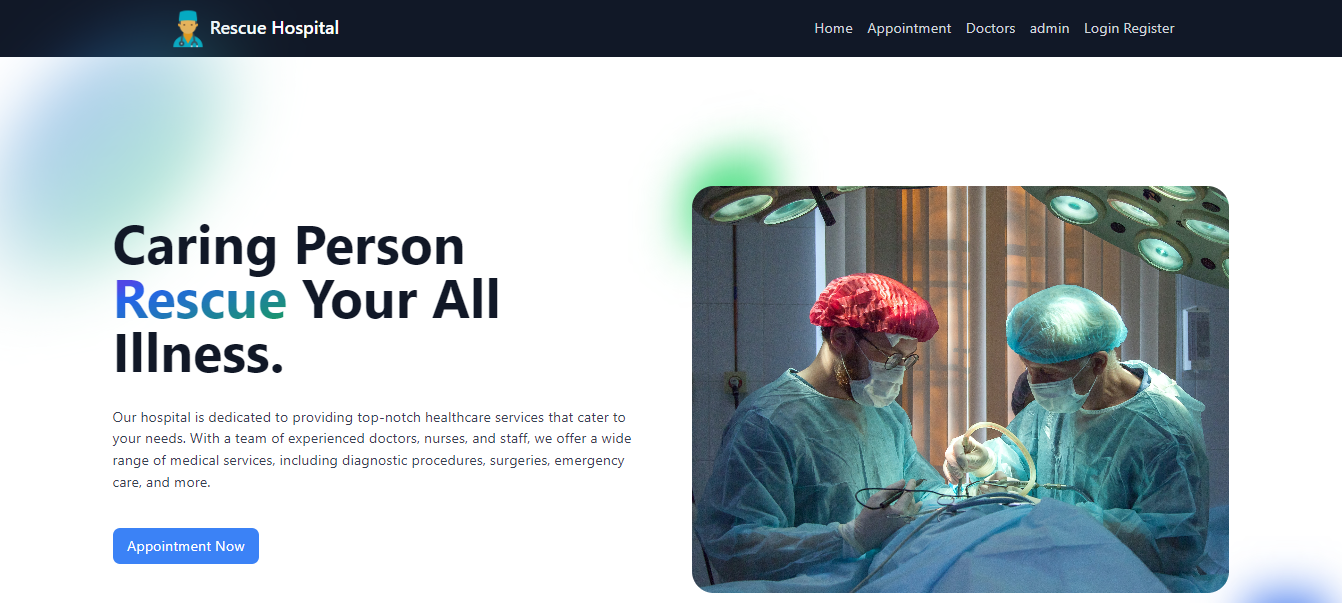 Rescue Hospital
Home Appointment Doctors admin Login Register
Caring Person
Rescue Your All
Illness.
Our hospital is dedicated to providing top-notch healthcare services that cater to
your needs. With a team of experienced doctors, nurses, and staff, we offer a wide
range of medical services, including diagnostic procedures, surgeries, emergency
care, and more.
Appointment Now